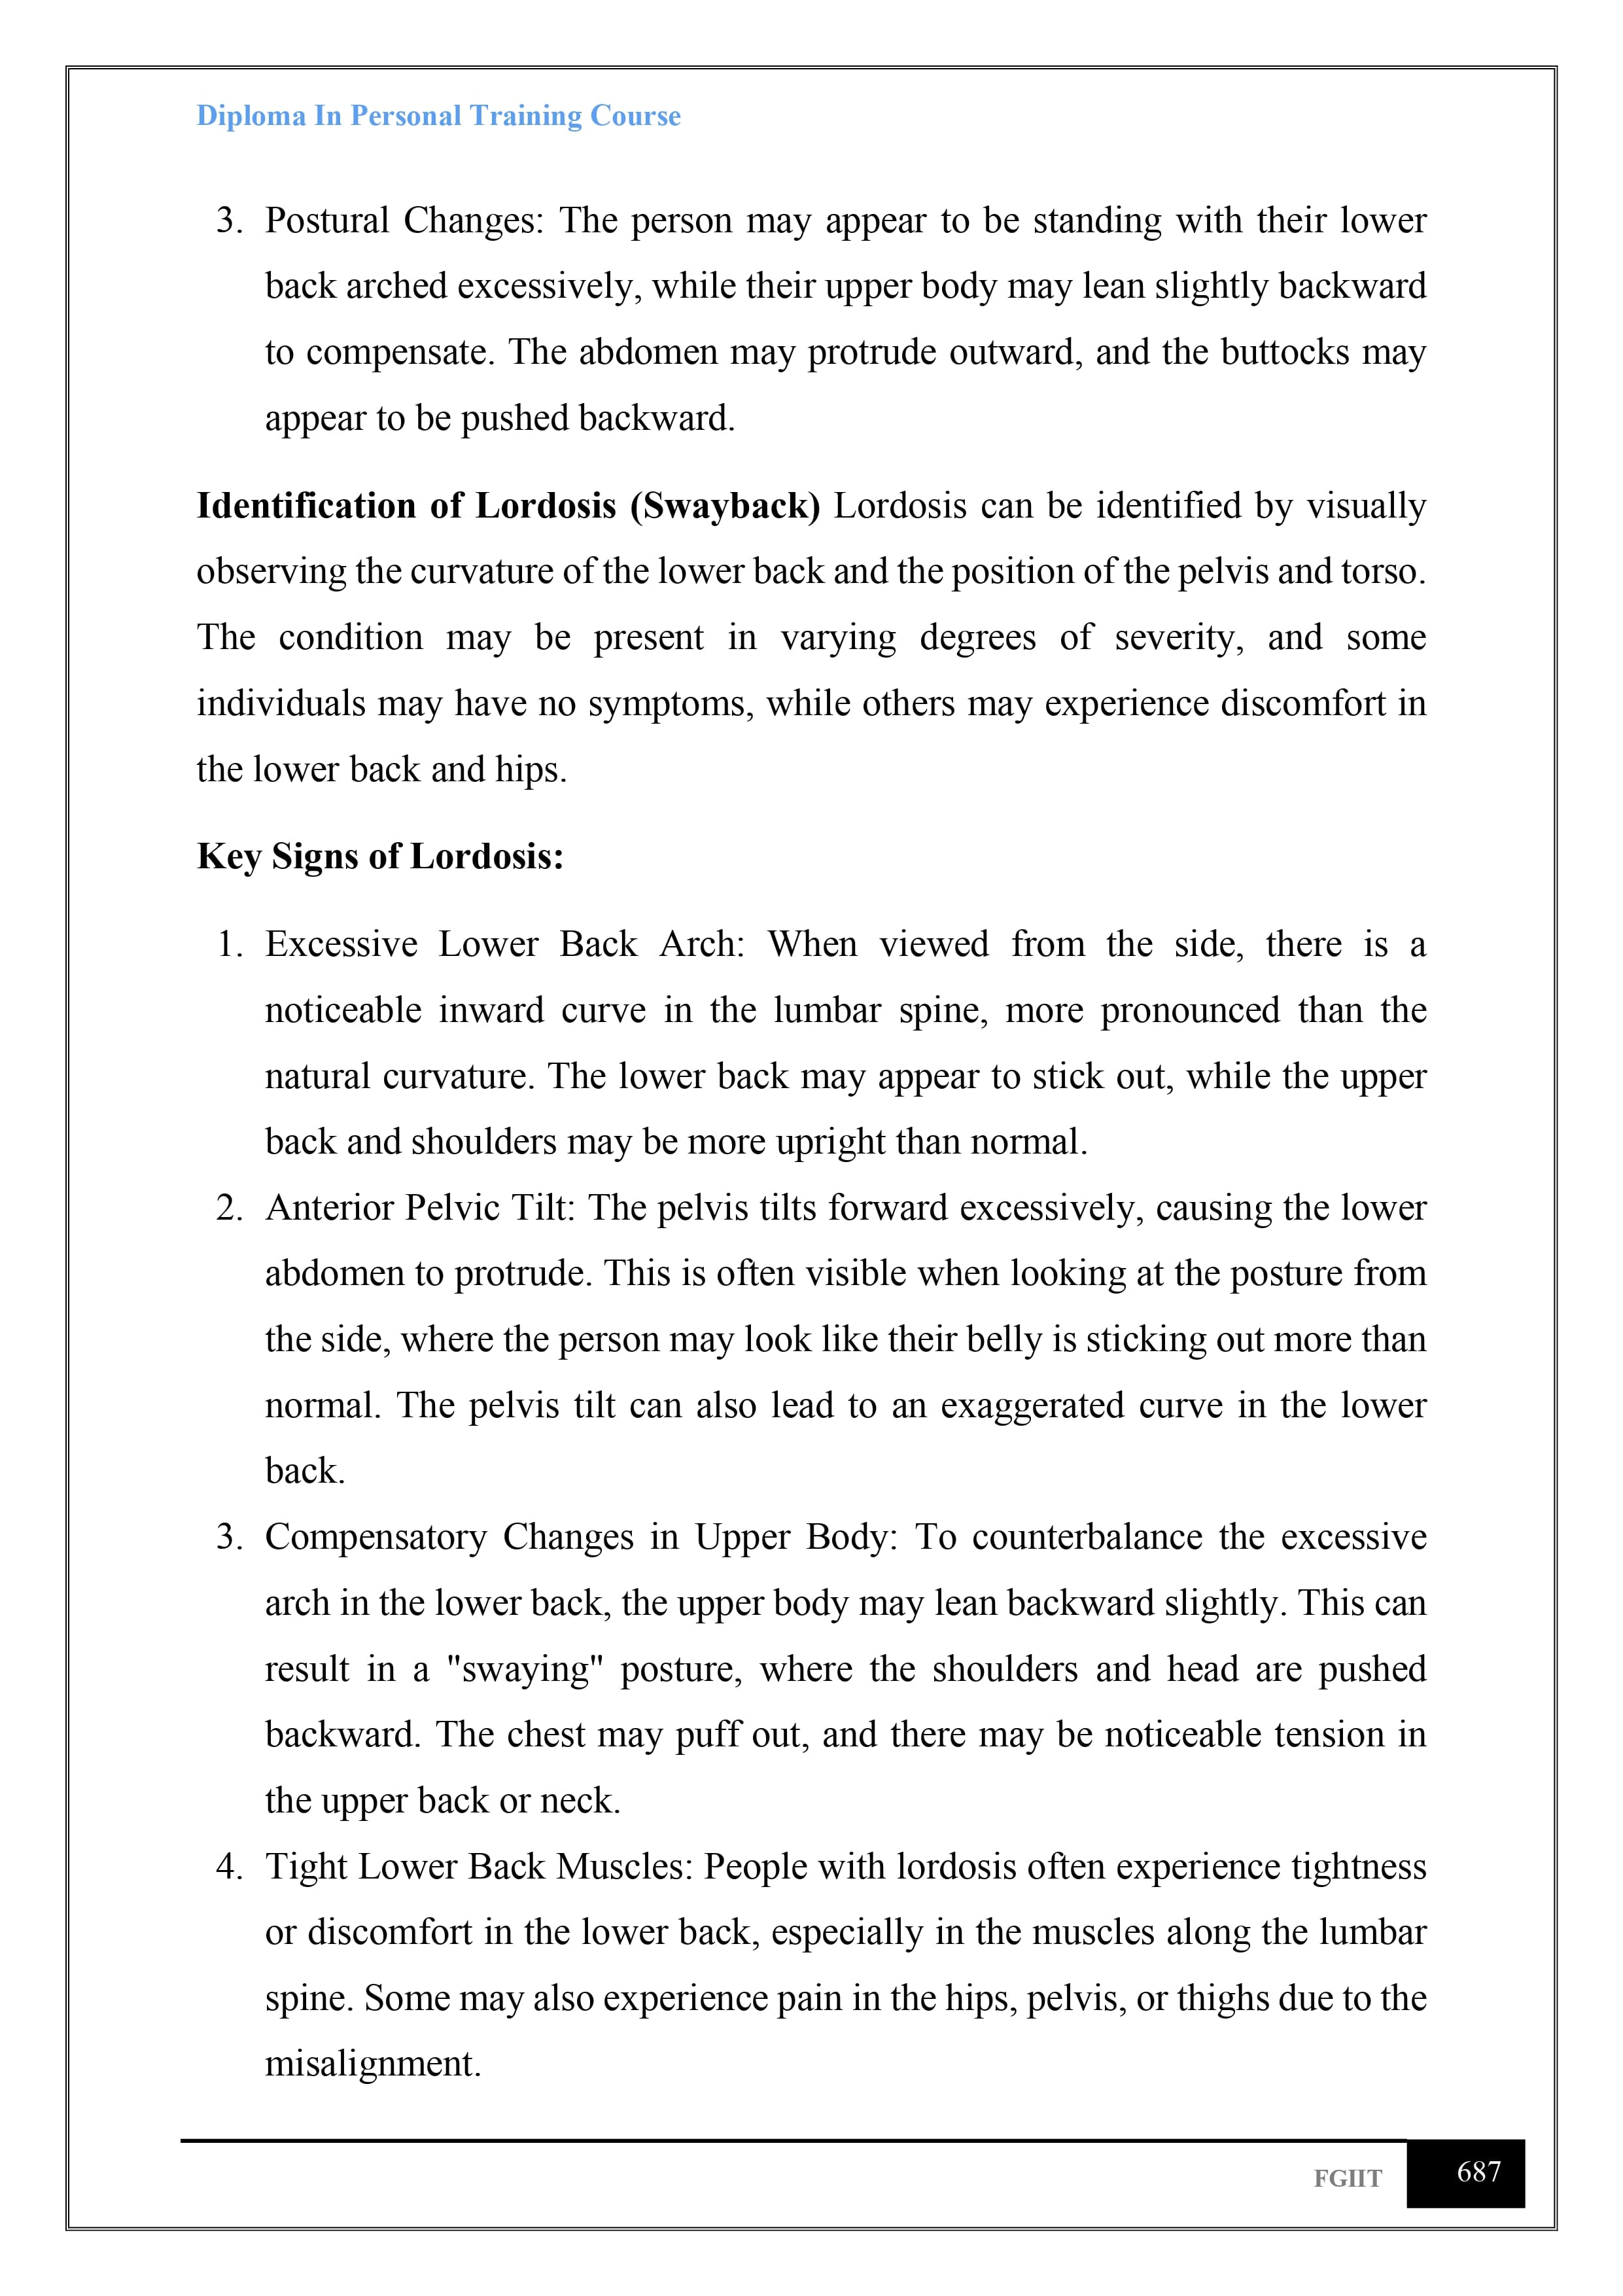 Diploma In Personal Training Course
3. Postural Changes: The person may appear to be standing with their lower
back arched excessively, while their upper body may lean slightly backward
to compensate. The abdomen may protrude outward, and the buttocks may
appear to be pushed backward.
Identification of Lordosis (Swayback) Lordosis can be identified by visually
observing the curvature of the lower back and the position of the pelvis and torso.
The condition may be present in varying degrees of severity, and some
individuals may have no symptoms, while others may experience discomfort in
the lower back and hips.
Key Signs of Lordosis:
1. Excessive Lower Back Arch: When viewed from the side, there is a
noticeable inward curve in the lumbar spine, more pronounced than the
natural curvature. The lower back may appear to stick out, while the upper
back and shoulders may be more upright than normal.
2. Anterior Pelvic Tilt: The pelvis tilts forward excessively, causing the lower
abdomen to protrude. This is often visible when looking at the posture from
the side, where the person may look like their belly is sticking out more than
normal. The pelvis tilt can also lead to an exaggerated curve in the lower
back.
3. Compensatory Changes in Upper Body: To counterbalance the excessive
arch in the lower back, the upper body may lean backward slightly. This can
result in a "swaying" posture, where the shoulders and head are pushed
backward. The chest may puff out, and there may be noticeable tension in
the upper back or neck.
4. Tight Lower Back Muscles: People with lordosis often experience tightness
or discomfort in the lower back, especially in the muscles along the lumbar
spine. Some may also experience pain in the hips, pelvis, or thighs due to the
misalignment.
FGIIT 687